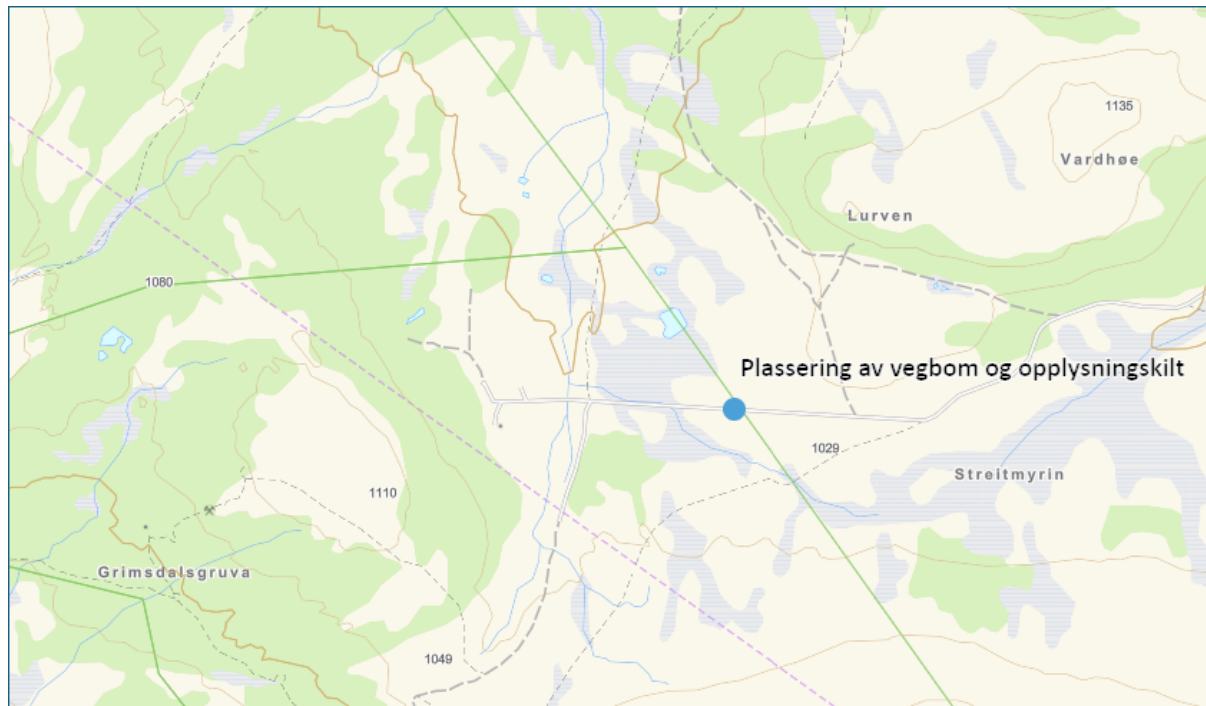 1135
Vardhøe
Lurven
1080
Plassering av vegbom og opplysningskilt
1029
Streitmyrin
1110
Grimsdalsgruva
1049